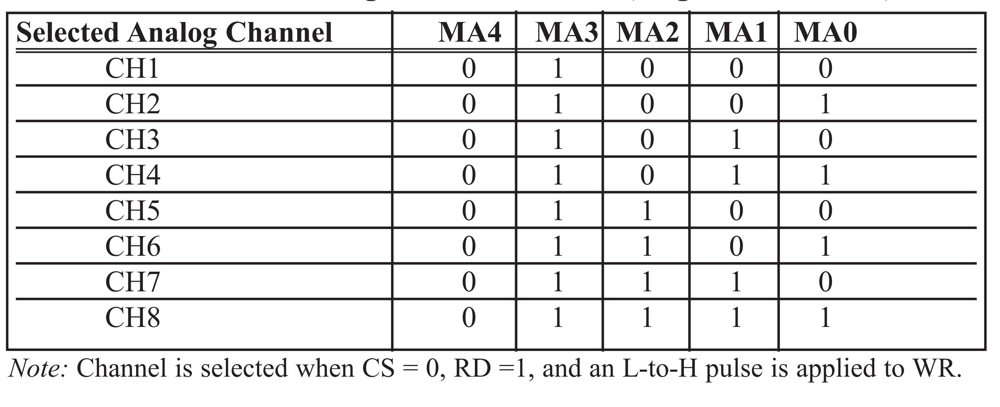 Selected Analog Channel MA4 MA3 MA2 MA1 MA0
CH1 0 1 0 0 0
CH2 0 1 0 0 1
CH3 0 1 0 1 0
CH4 0 1 0 1 1
CH5 0 1 1 0 0
CH6 0 1 1 0 1
CH7 0 1 1 1 0
CH8 0 1 1 1 1
Note: Channel is selected when CS = 0, RD =1, and an L-to-H pulse is applied to WR.